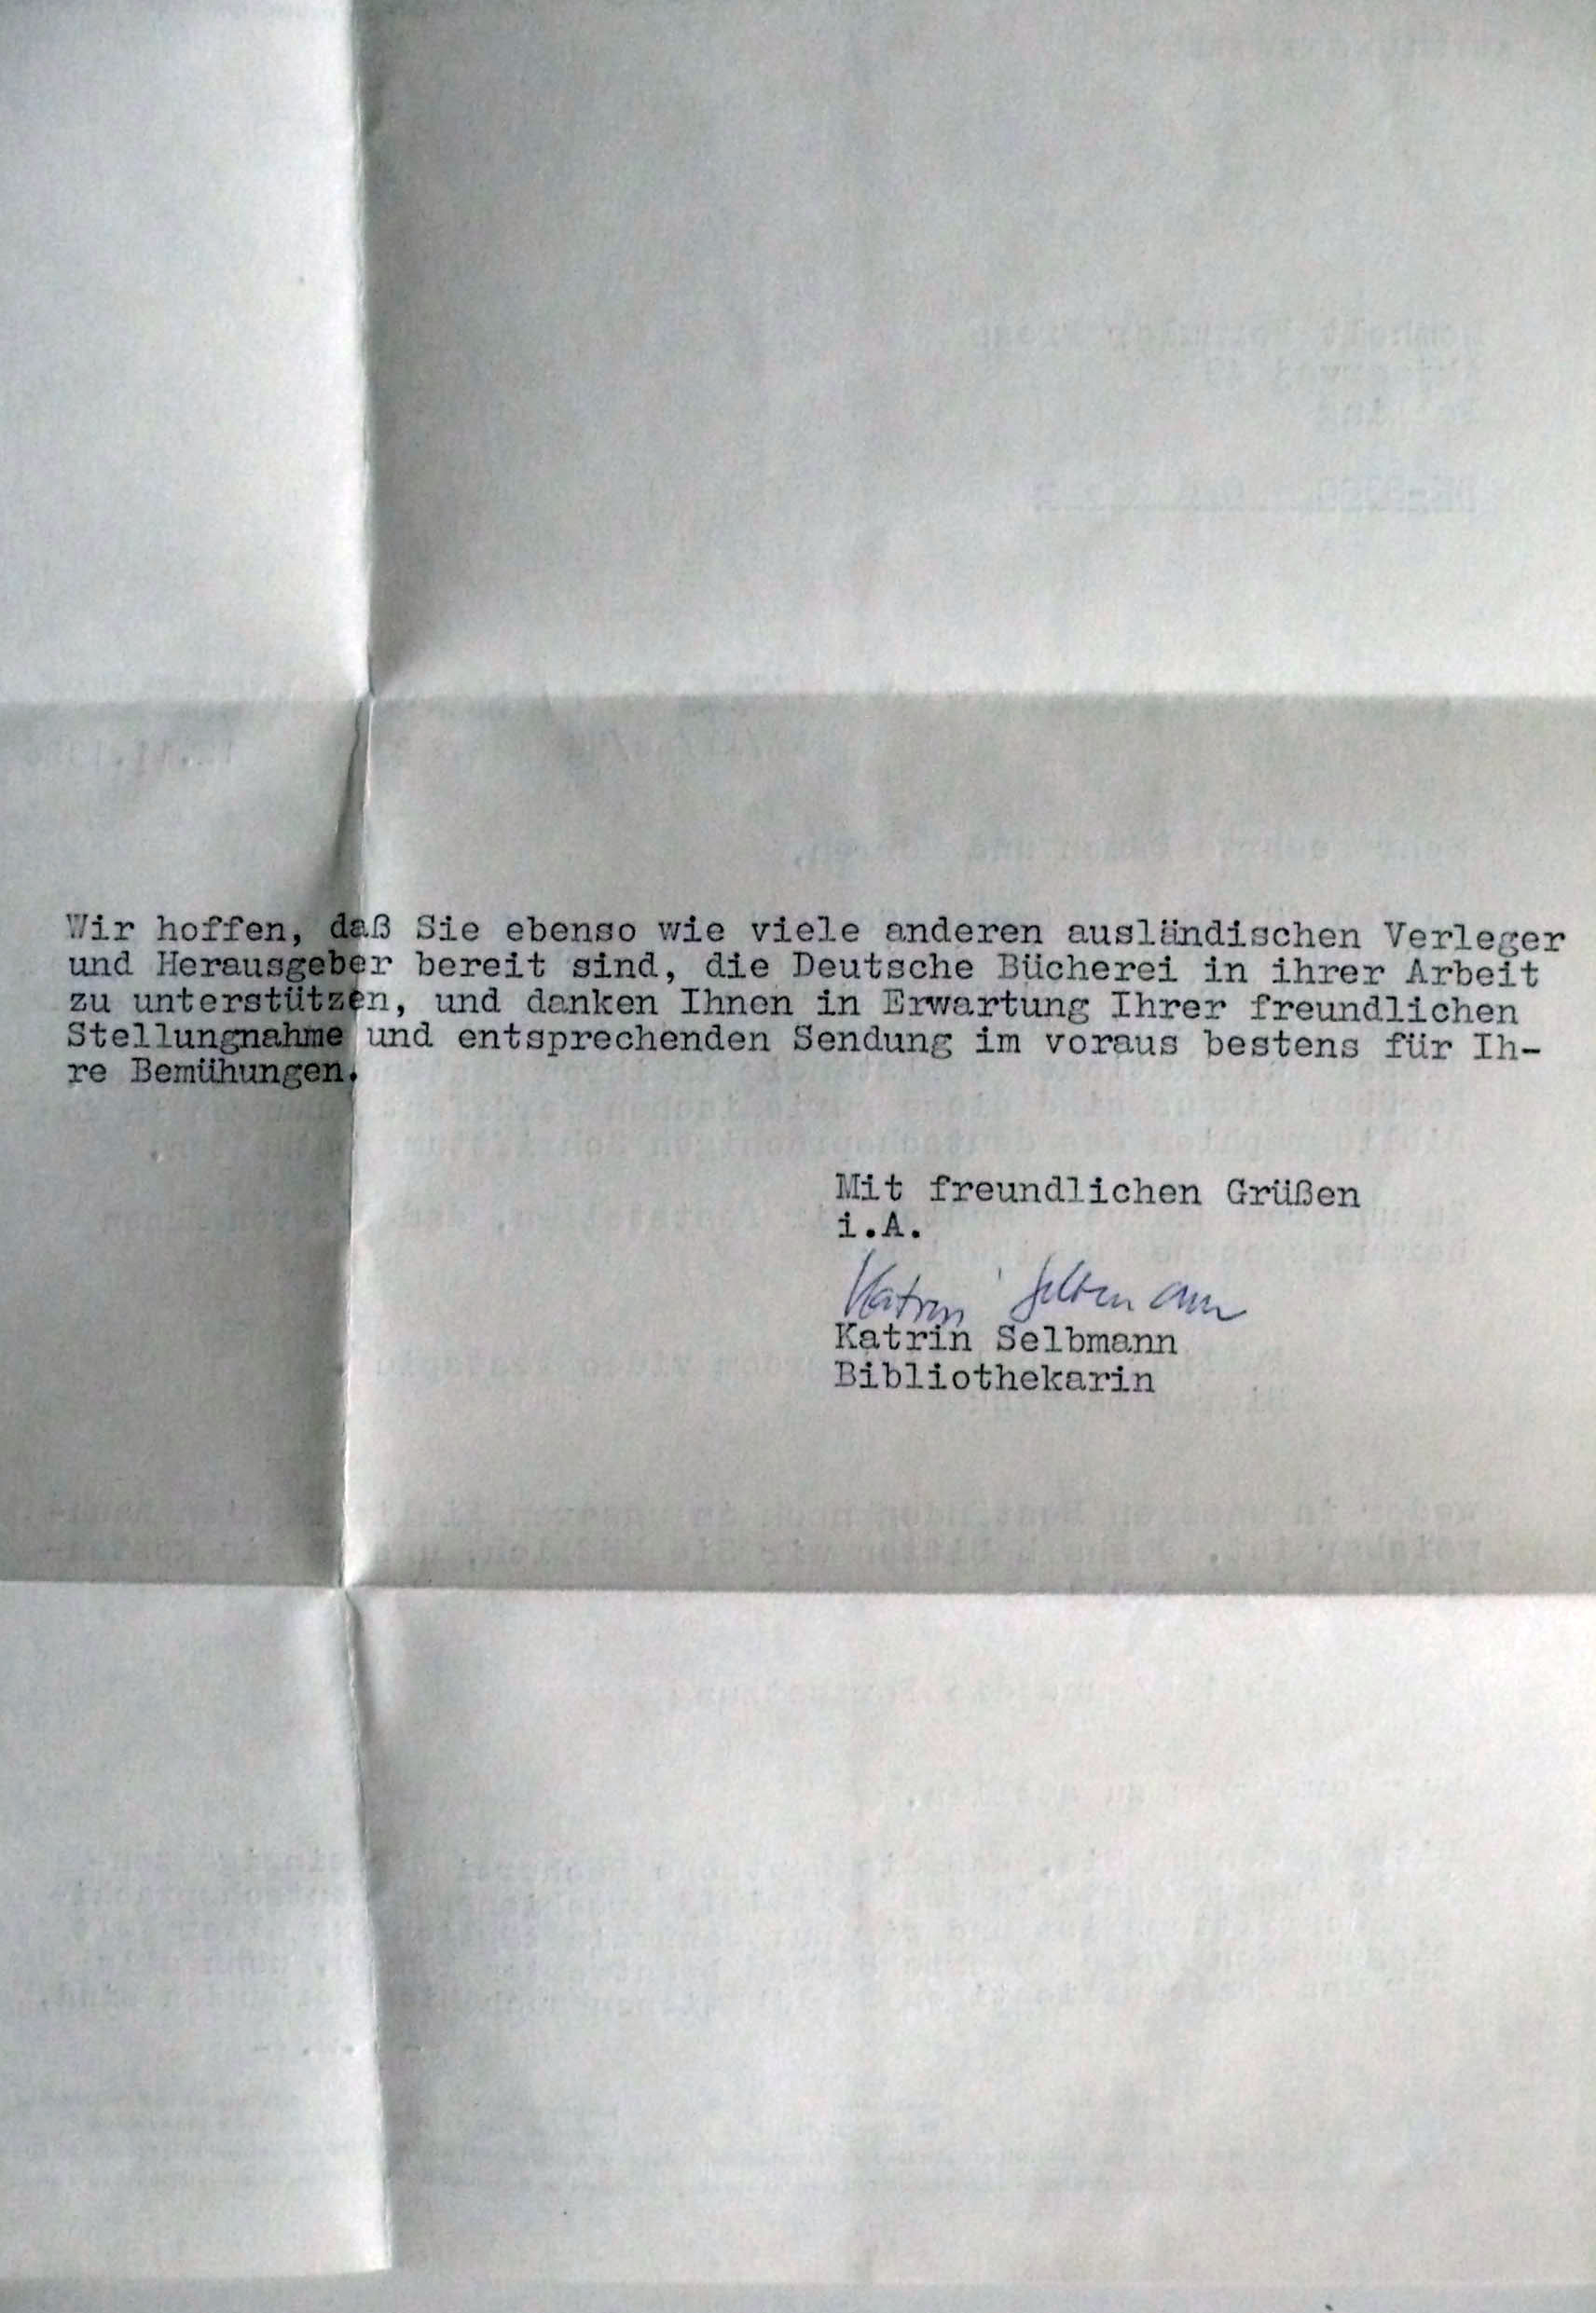 Wir hoffen, daß Sie ebenso wie viele anderen ausländischen Verleger
und Herausgeber bereit sind, die Deutsche Bücherei in ihrer Arbeit
zu unterstützen, und danken Ihnen in Erwartung Ihrer freundlichen
Stellungnahme und entsprechenden Sendung im voraus bestens für Ih-
re Bemühungen.
Mit freundlichen Grüßen
i.A.
Katrin Selbmann
Katrin Selbmann
Bibliothekarin